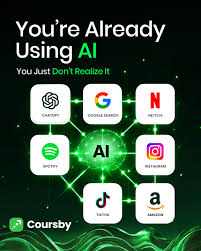 You're Already
Using AI
You Just Don't Realize It
CHATGPT
GOOGLE SEARCH
NETFLIX
SPOTIFY
AI
INSTAGRAM
TIKTOK
AMAZON
Coursby